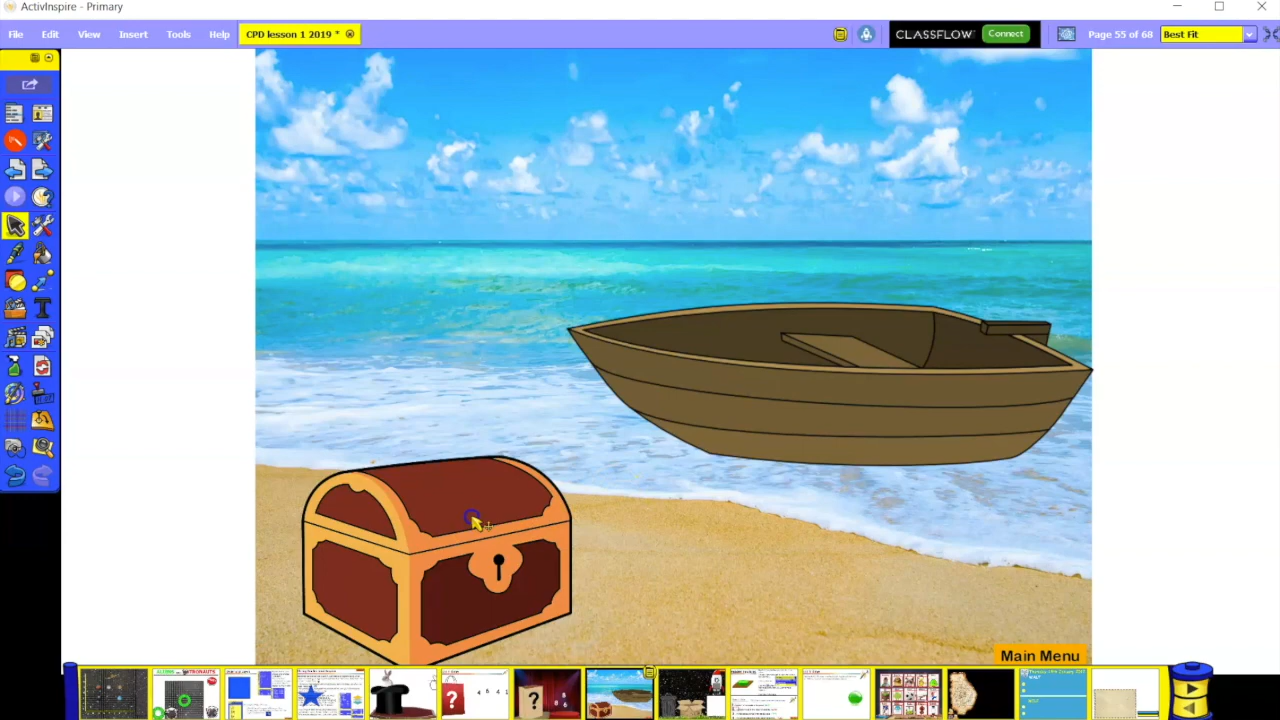 ActivInspire - Primary
File Edit View Insert Tools Help CPD lesson 1 2019 * CLASSFLOW Connect Page 55 of 68 Best Fit
Main Menu